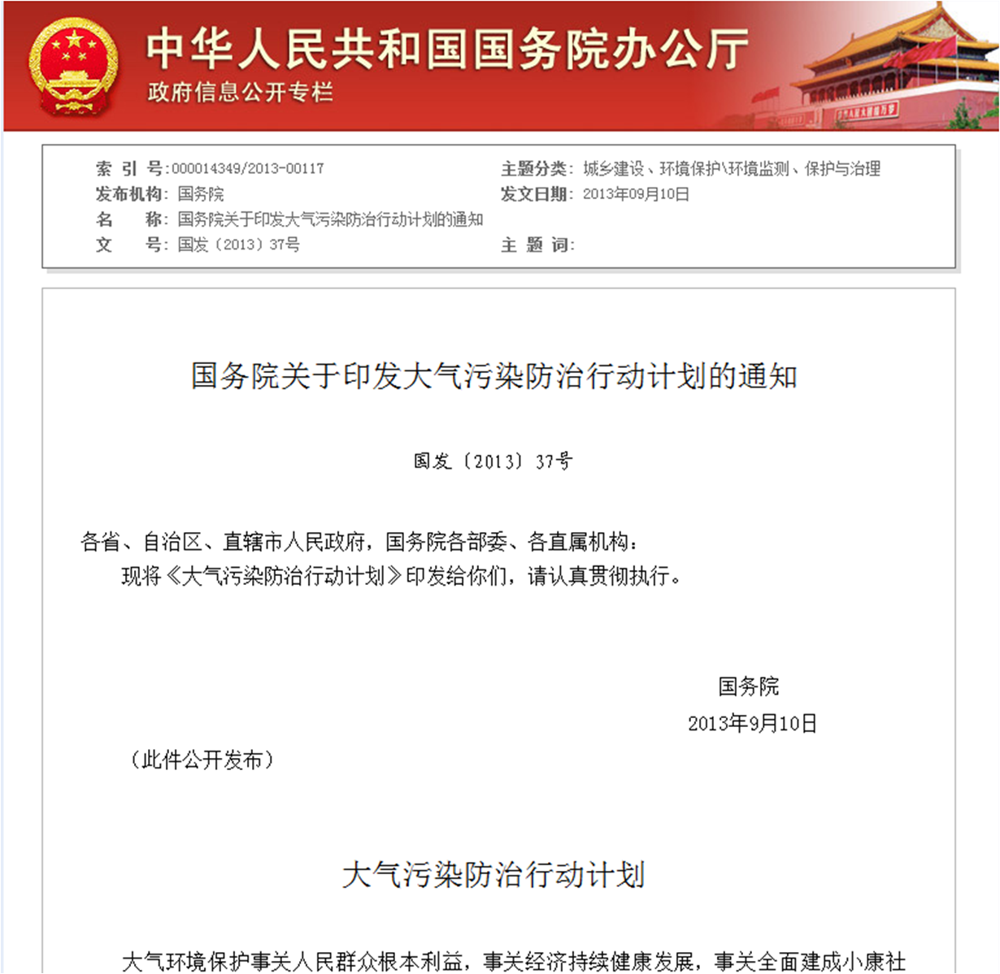 中华人民共和国国务院办公厅
政府信息公开专栏
索 引 号:000014349/2013-00117
主题分类: 城乡建设、环境保护\环境监测、保护与治理
发布机构: 国务院
发文日期: 2013年09月10日
名 称: 国务院关于印发大气污染防治行动计划的通知
文 号: 国发〔2013〕37号
主 题 词:
国务院关于印发大气污染防治行动计划的通知
国发〔2013〕37号
各省、自治区、直辖市人民政府，国务院各部委、各直属机构：
现将《大气污染防治行动计划》印发给你们，请认真贯彻执行。
国务院
2013年9月10日
（此件公开发布）
大气污染防治行动计划
大气环境保护事关人民群众根本利益，事关经济持续健康发展，事关全面建成小康社